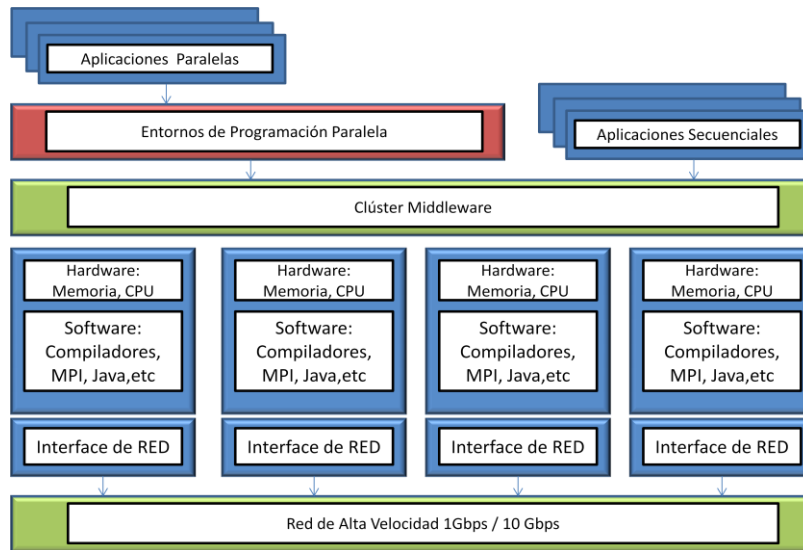 Aplicaciones Paralelas
Entornos de Programación Paralela
Aplicaciones Secuenciales
Clúster Middleware
Hardware:
Memoria, CPU
Software:
Compiladores,
MPI, Java,etc
Interface de RED
Hardware:
Memoria, CPU
Software:
Compiladores,
MPI, Java,etc
Interface de RED
Hardware:
Memoria, CPU
Software:
Compiladores,
MPI, Java,etc
Interface de RED
Hardware:
Memoria, CPU
Software:
Compiladores,
MPI, Java,etc
Interface de RED
Red de Alta Velocidad 1Gbps / 10 Gbps